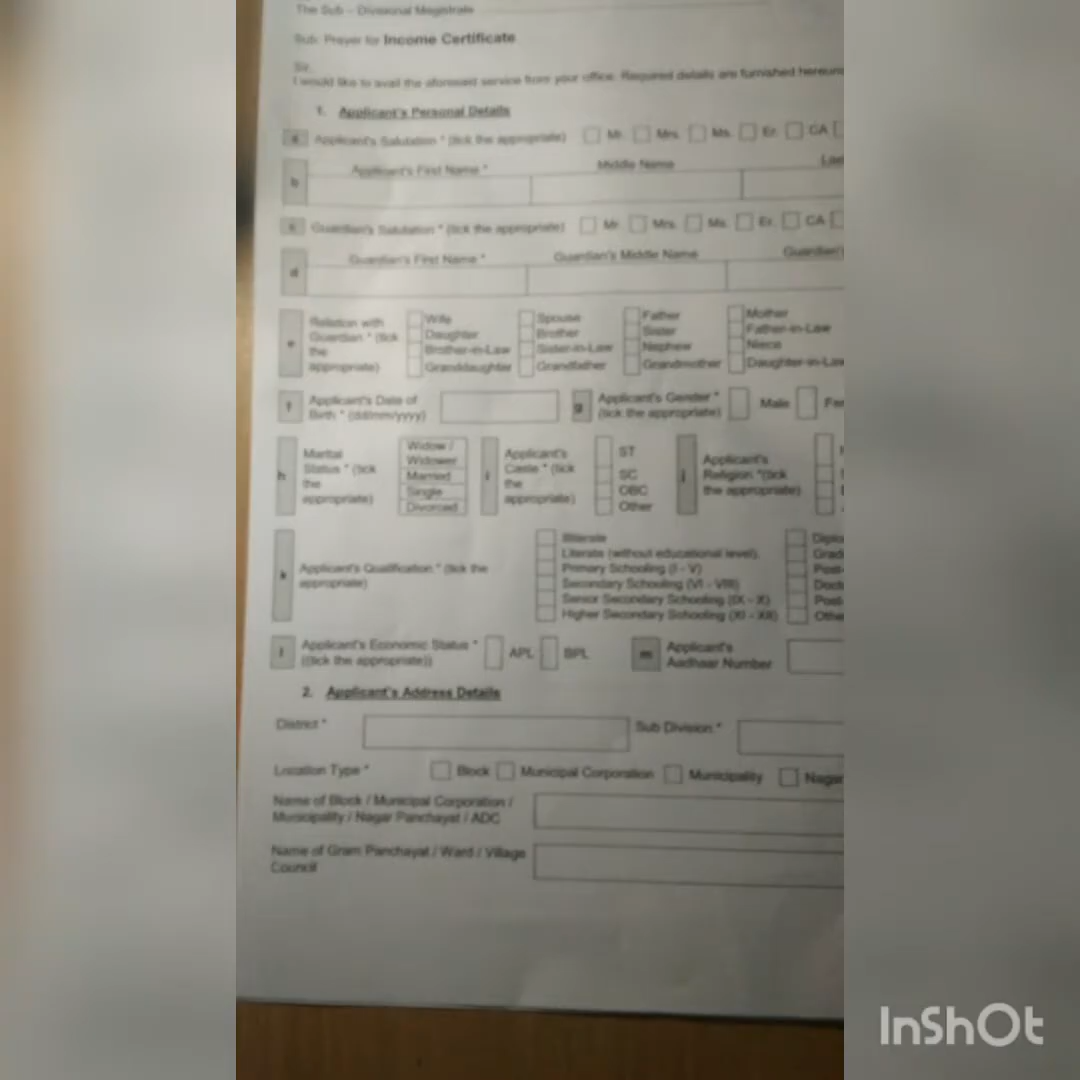 The Sub – Divisional Magistrate
Sub: Prayer for Income Certificate
Sir,
I would like to avail the aforesaid service from your office. Required details are furnished
1. Applicant's Personal Details
a Applicant's Salutation * (tick the appropriate) Mr. Mrs. Ms. Er. CA
Applicant's First Name * Middle Name
b
c Guardian's Salutation * (tick the appropriate) Mr. Mrs. Ms. Er. CA
Guardian's First Name * Guardian's Middle Name Guardian's
d
Wife Spouse Father Mother
Relation with Daughter Brother Sister Father-in-Law
e Guardian * (tick the appropriate) Brother-in-Law Sister-in-Law Nephew Niece
Granddaughter Grandfather Grandmother Daughter-in-Law
f Applicant's Date of g Applicant's Gender * Male
Birth * (dd/mm/yyyy) (tick the appropriate)
Widow / ST
Marital Widower Applicant's Applicant's
h Status * (tick Married i Caste * (tick SC j Religion *(tick
the Single the OBC the appropriate)
appropriate) Divorced appropriate) Other
Illiterate
Literate (without educational level),
k Applicant's Qualification * (tick the Primary Schooling (I - V)
appropriate) Secondary Schooling (VI - VIII)
Senior Secondary Schooling (IX - X)
Higher Secondary Schooling (XI - XII)
l Applicant's Economic Status * APL BPL m Applicant's
((tick the appropriate)) Aadhaar Number
2. Applicant's Address Details
District * Sub Division *
Location Type * Block Municipal Corporation Municipality Nagar
Name of Block / Municipal Corporation /
Municipality / Nagar Panchayat / ADC
Name of Gram Panchayat / Ward / Village
Council
InShOt